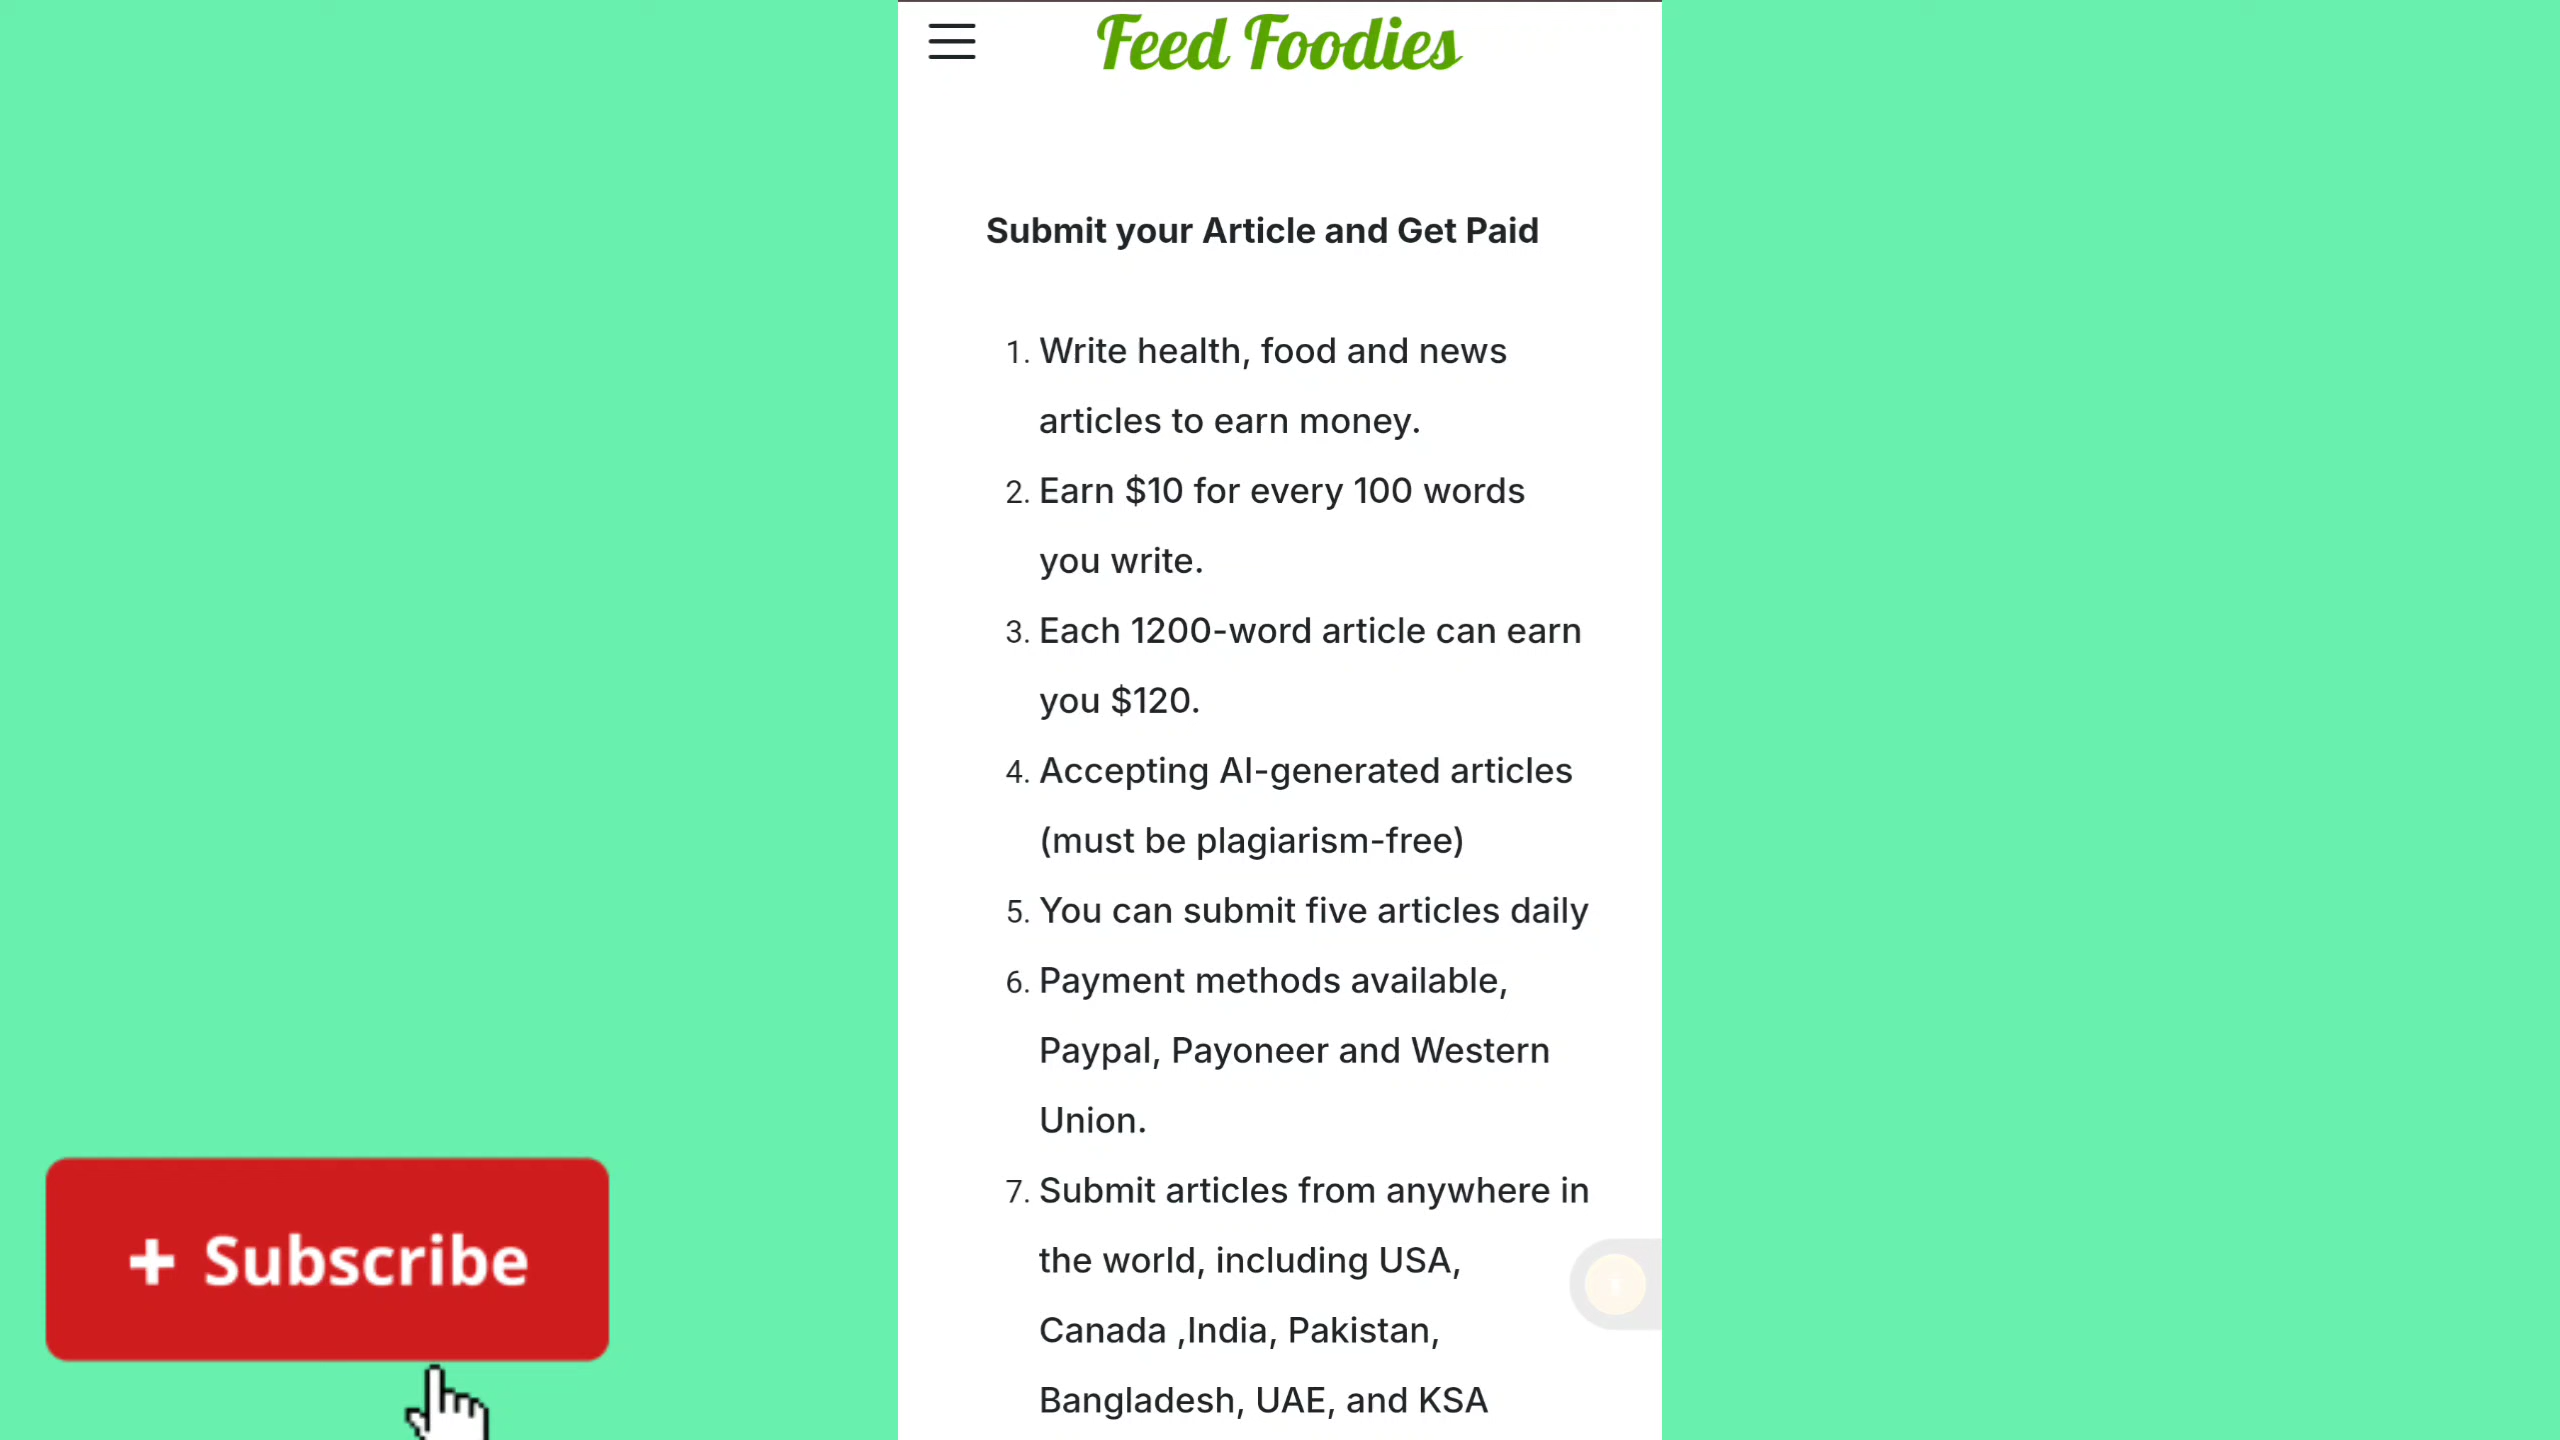 Feed Foodies
Submit your Article and Get Paid
1. Write health, food and news
articles to earn money.
2. Earn $10 for every 100 words
you write.
3. Each 1200-word article can earn
you $120.
4. Accepting AI-generated articles
(must be plagiarism-free)
5. You can submit five articles daily
6. Payment methods available,
Paypal, Payoneer and Western
Union.
7. Submit articles from anywhere in
the world, including USA,
Canada ,India, Pakistan,
Bangladesh, UAE, and KSA
+ Subscribe